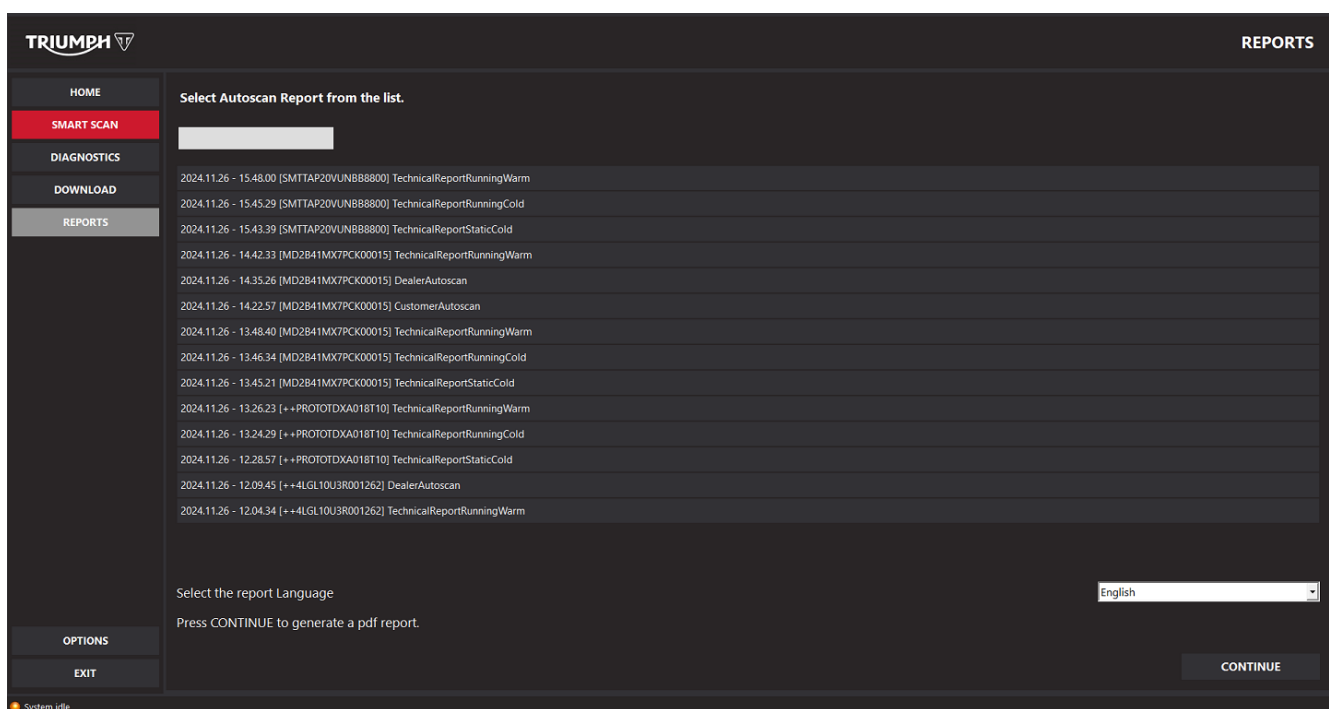 TRIUMPH
REPORTS
HOME
SMART SCAN
DIAGNOSTICS
DOWNLOAD
REPORTS
OPTIONS
EXIT
Select Autoscan Report from the list.
2024.11.26 - 15.48.00 [SMTTAP20VUNBB8800] TechnicalReportRunningWarm
2024.11.26 - 15.45.29 [SMTTAP20VUNBB8800] TechnicalReportRunningCold
2024.11.26 - 15.43.39 [SMTTAP20VUNBB8800] TechnicalReportStaticCold
2024.11.26 - 14.42.33 [MD2B41MX7PCK00015] TechnicalReportRunningWarm
2024.11.26 - 14.35.26 [MD2B41MX7PCK00015] DealerAutoscan
2024.11.26 - 14.22.57 [MD2B41MX7PCK00015] CustomerAutoscan
2024.11.26 - 13.48.40 [MD2B41MX7PCK00015] TechnicalReportRunningWarm
2024.11.26 - 13.46.34 [MD2B41MX7PCK00015] TechnicalReportRunningCold
2024.11.26 - 13.45.21 [MD2B41MX7PCK00015] TechnicalReportStaticCold
2024.11.26 - 13.26.23 [++PROTOTDXA018T10] TechnicalReportRunningWarm
2024.11.26 - 13.24.29 [++PROTOTDXA018T10] TechnicalReportRunningCold
2024.11.26 - 12.28.57 [++PROTOTDXA018T10] TechnicalReportStaticCold
2024.11.26 - 12.09.45 [++4LGL10U3R001262] DealerAutoscan
2024.11.26 - 12.04.34 [++4LGL10U3R001262] TechnicalReportRunningWarm
Select the report Language
English
Press CONTINUE to generate a pdf report.
CONTINUE
System idle